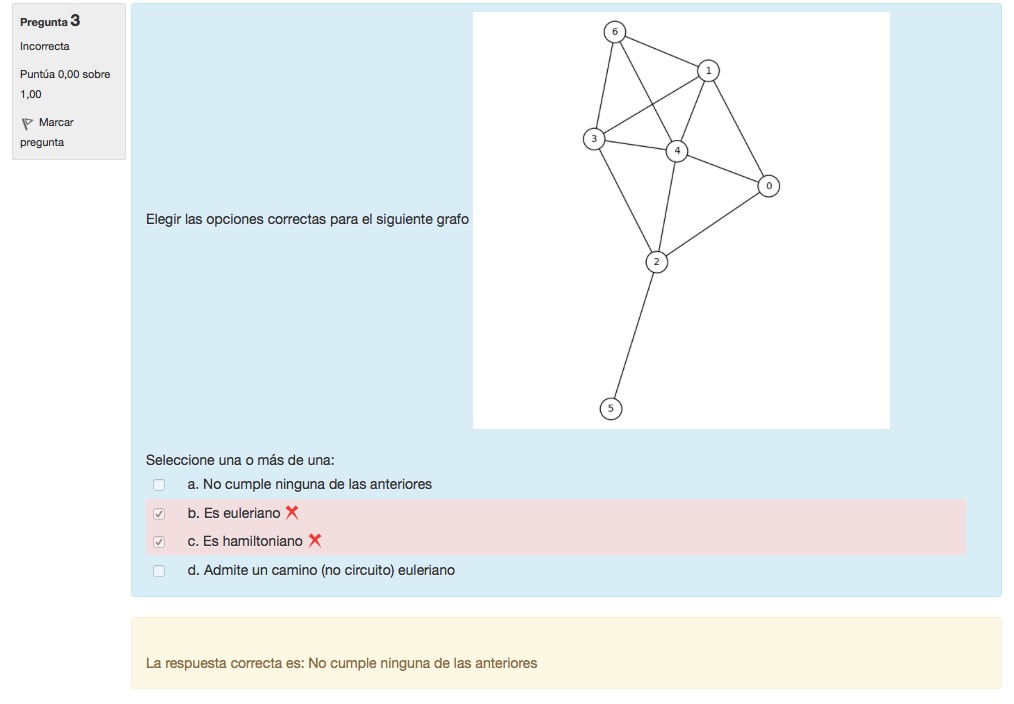 Pregunta 3
Incorrecta
Puntúa 0,00 sobre
1,00
Marcar
pregunta
6
1
3
4
0
Elegir las opciones correctas para el siguiente grafo
2
5
Seleccione una o más de una:
a. No cumple ninguna de las anteriores
b. Es euleriano
c. Es hamiltoniano
d. Admite un camino (no circuito) euleriano
La respuesta correcta es: No cumple ninguna de las anteriores